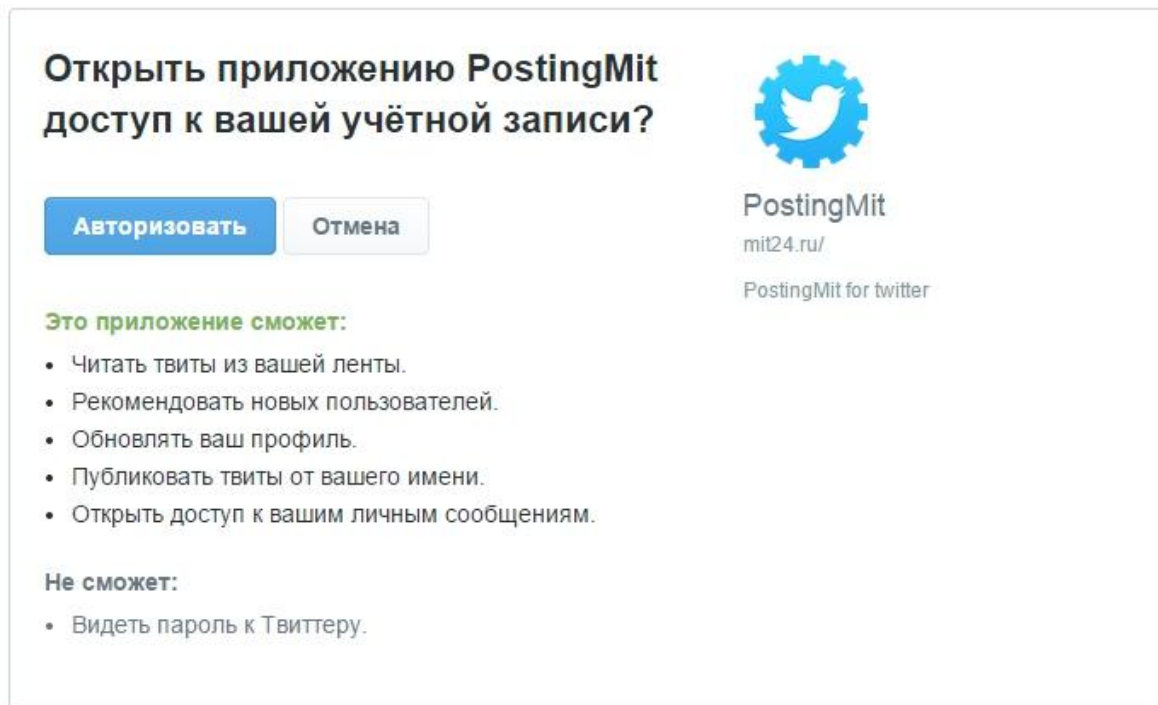 Открыть приложению PostingMit
доступ к вашей учётной записи?
Авторизовать
Отмена
Это приложение сможет:
• Читать твиты из вашей ленты.
• Рекомендовать новых пользователей.
• Обновлять ваш профиль.
• Публиковать твиты от вашего имени.
• Открыть доступ к вашим личным сообщениям.
Не сможет:
• Видеть пароль к Твиттеру.
PostingMit
mit24.ru/
PostingMit for twitter